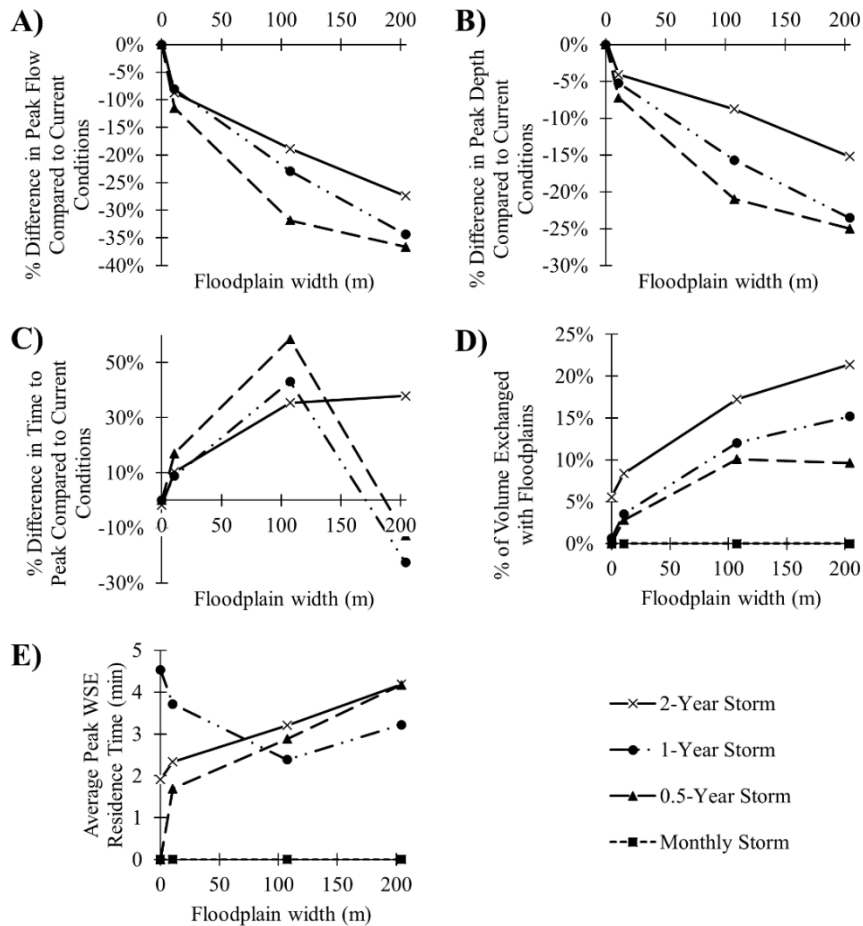 A)
0 50 100 150 200
0%
-5%
-10%
-15%
-20%
-25%
-30%
-35%
-40%
% Difference in Peak Flow
Compared to Current
Conditions
Floodplain width (m)
B)
0 50 100 150 200
0%
-5%
-10%
-15%
-20%
-25%
-30%
% Difference in Peak Depth
Compared to Current
Conditions
Floodplain width (m)
C)
50%
30%
10%
-10%
-30%
0 50 100 150 200
% Difference in Time to
Peak Compared to Current
Conditions
Floodplain width (m)
D)
25%
20%
15%
10%
5%
0%
0 50 100 150 200
% of Volume Exchanged
with Floodplains
Floodplain width (m)
E)
5
4
3
2
1
0
0 50 100 150 200
Average Peak WSE
Residence Time (min)
Floodplain width (m)
2-Year Storm
1-Year Storm
0.5-Year Storm
Monthly Storm